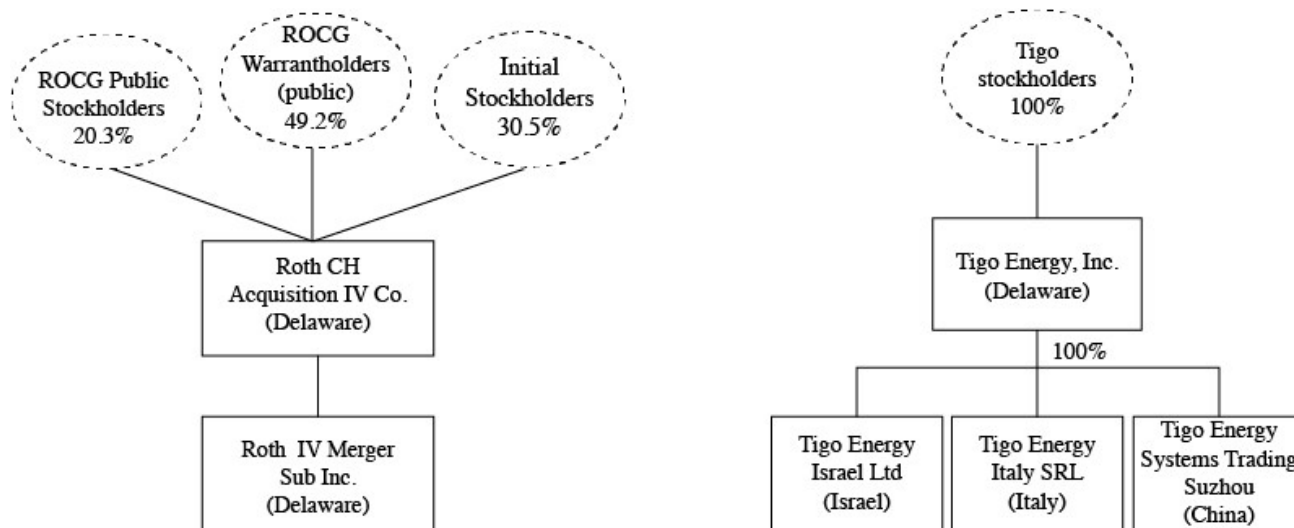 ROCG Public
Stockholders
20.3%
ROCG
Warrantholders
(public)
49.2%
Initial
Stockholders
30.5%
Roth CH
Acquisition IV Co.
(Delaware)
Roth IV Merger
Sub Inc.
(Delaware)
Tigo
stockholders
100%
Tigo Energy, Inc.
(Delaware)
100%
Tigo Energy
Israel Ltd
(Israel)
Tigo Energy
Italy SRL
(Italy)
Tigo Energy
Systems Trading
Suzhou
(China)